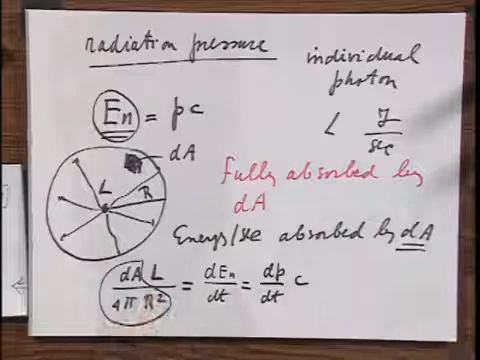 radiation pressure
individual
photon
En = pc
L J/sec
dA
L
R
Fully absorbed by
dA
Energy/sec absorbed by dA
dA L / 4π R² = dEn/dt = dp/dt c